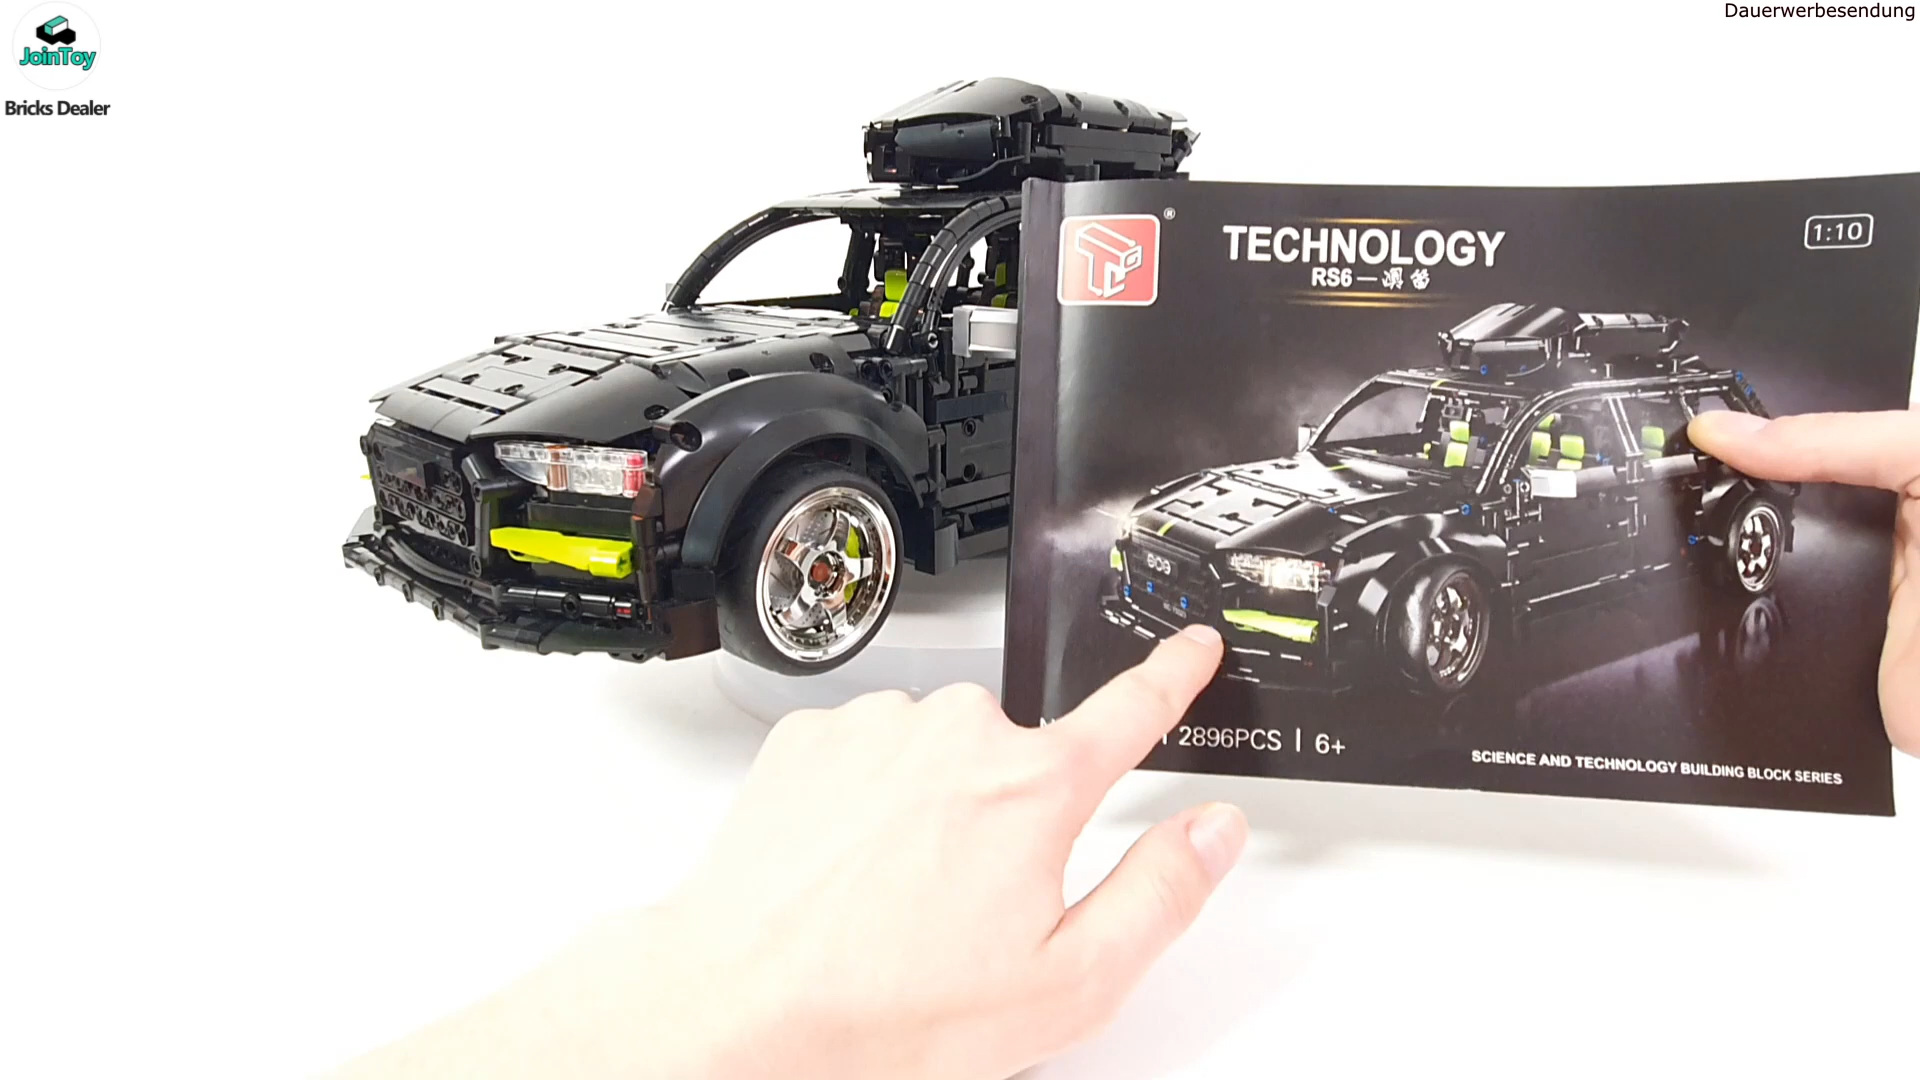 Dauerwerbesendung
JoinToy
Bricks Dealer
TECHNOLOGY
1:10
RS6
2896PCS | 6+
SCIENCE AND TECHNOLOGY BUILDING BLOCK SERIES